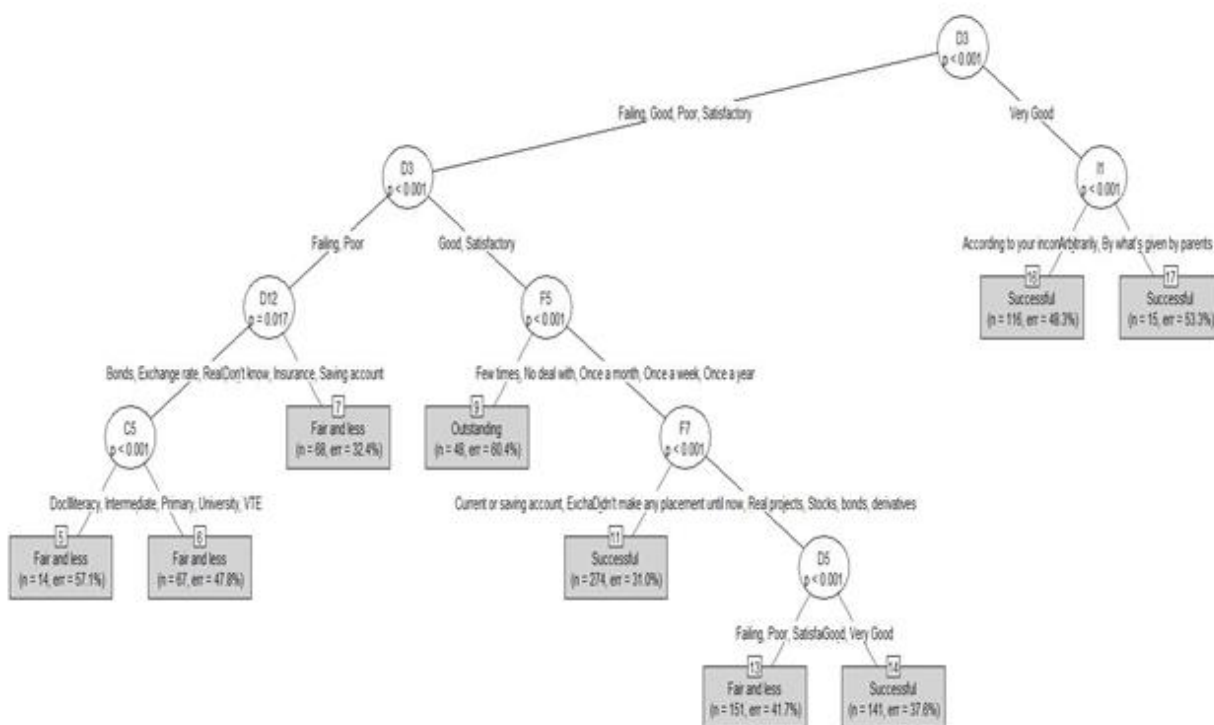 D3
p < 0.001
Failing, Good, Poor, Satisfactory
Very Good
D3
p < 0.001
I1
p < 0.001
Failing, Poor
Good, Satisfactory
According to your incom
Arbitrarily, By what's given by parents
D12
p = 0.017
F5
p < 0.001
16
Successful
(n = 116, err = 48.3%)
17
Successful
(n = 15, err = 53.3%)
Bonds, Exchange rate, Real
Don't know, Insurance, Saving account
Few times, No deal with, Once a month, Once a week, Once a year
C5
p < 0.001
7
Fair and less
(n = 68, err = 32.4%)
9
Outstanding
(n = 48, err = 60.4%)
F7
p < 0.001
Illiteracy, Intermediate, Primary, University, VTE
Current or saving account, Excha
Didn't make any placement until now, Real projects, Stocks, bonds, derivatives
5
Fair and less
(n = 14, err = 57.1%)
6
Fair and less
(n = 67, err = 47.8%)
11
Successful
(n = 274, err = 31.0%)
D5
p < 0.001
Failing, Poor, Satisfa
Good, Very Good
13
Fair and less
(n = 151, err = 41.7%)
14
Successful
(n = 141, err = 37.6%)